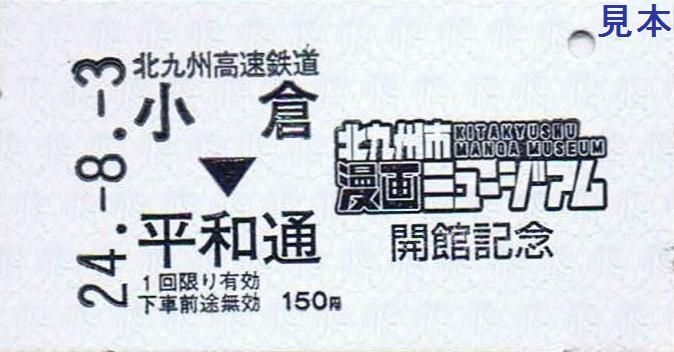 見本
24.-8.-3
北九州高速鉄道
小倉
▼
平和通
1回限り有効
下車前途無効 150円
北九州市
KITAKYUSHU
MANGA MUSEUM
漫画ミュージアム
開館記念